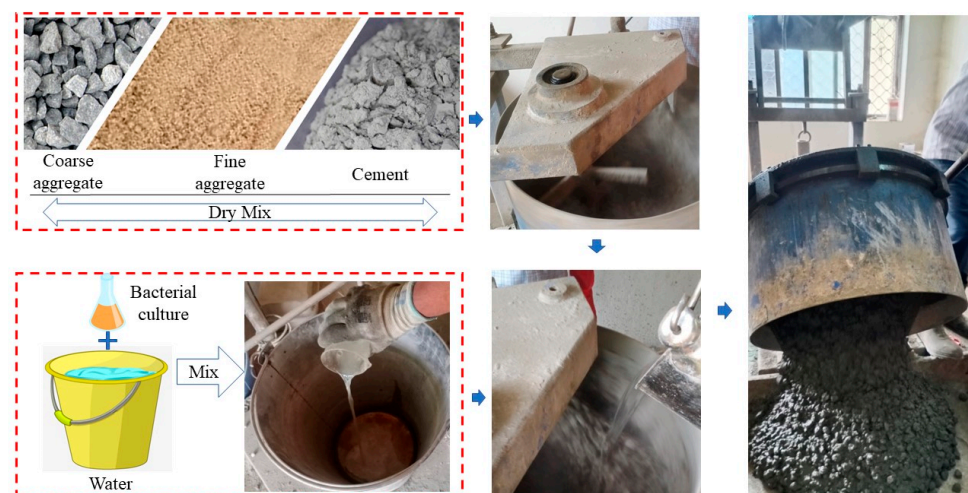 Coarse
aggregate
Fine
aggregate
Cement
Dry Mix
Bacterial
culture
Mix
Water